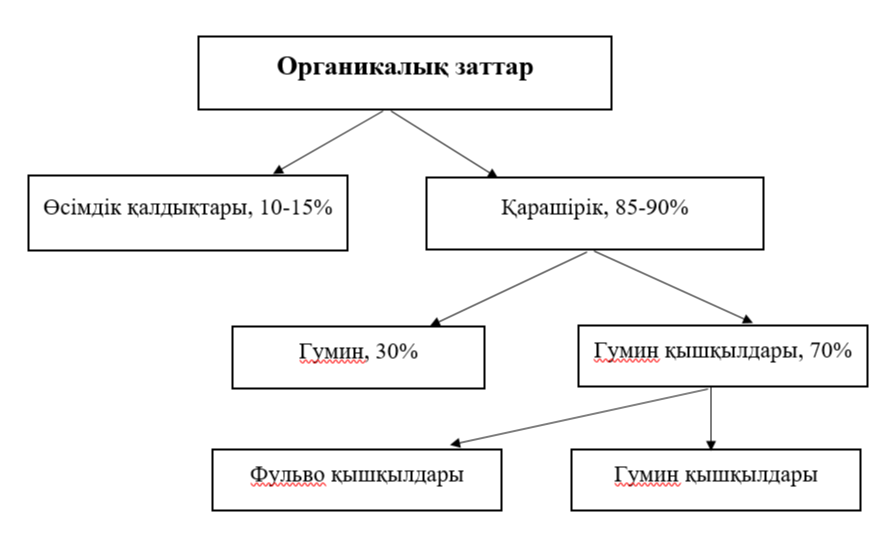 Органикалық заттар
Өсімдік қалдықтары, 10-15%
Қарашірік, 85-90%
Гумин, 30%
Гумин қышқылдары, 70%
Фульво қышқылдары
Гумин қышқылдары